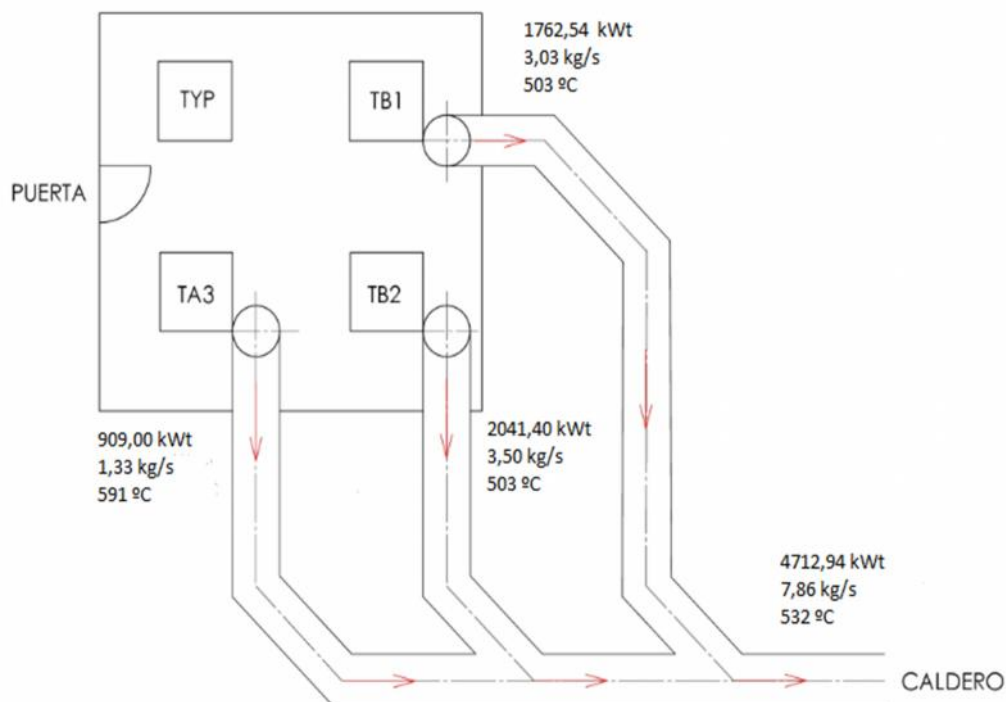 1762,54 kWt
3,03 kg/s
503 ºC
TYP
TB1
PUERTA
TA3
TB2
909,00 kWt
1,33 kg/s
591 ºC
2041,40 kWt
3,50 kg/s
503 ºC
4712,94 kWt
7,86 kg/s
532 ºC
CALDERO